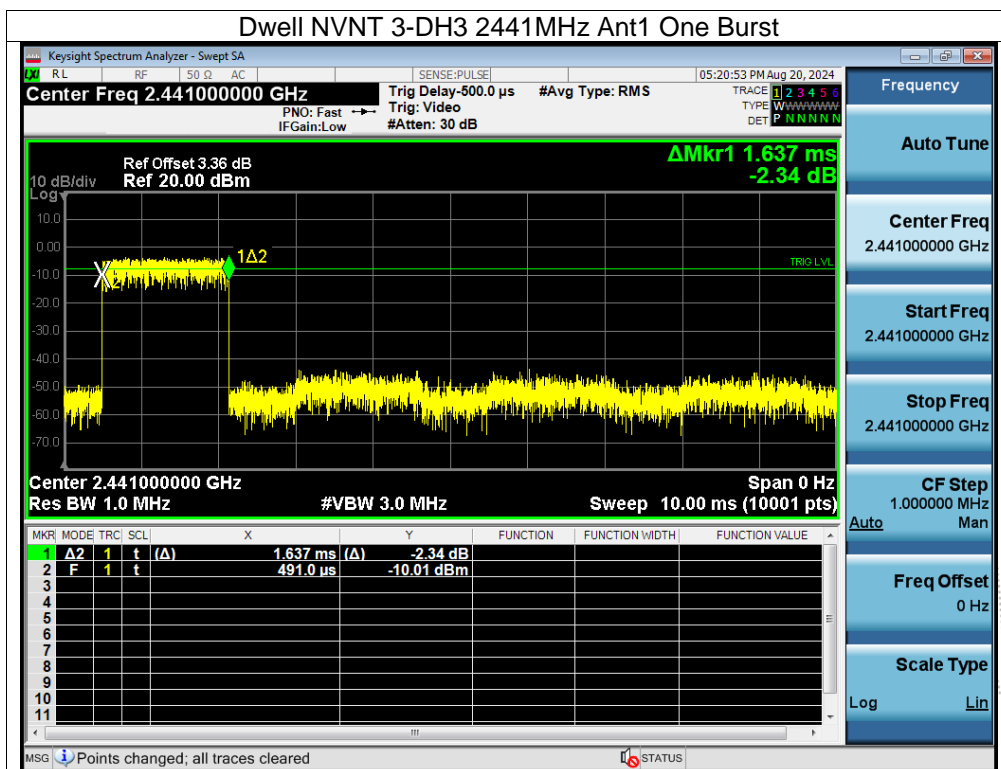 Dwell NVNT 3-DH3 2441MHz Ant1 One Burst
Keysight Spectrum Analyzer - Swept SA
LXI RL RF 50 Ω AC SENSE:PULSE 05:20:53 PM Aug 20, 2024
Center Freq 2.441000000 GHz
PNO: Fast
IFGain:Low
Trig Delay-500.0 µs
Trig: Video
#Atten: 30 dB
#Avg Type: RMS
TRACE 1 2 3 4 5 6
TYPE WWWWWW
DET P N N N N N
Ref Offset 3.36 dB
Ref 20.00 dBm
10 dB/div
Log
ΔMkr1 1.637 ms
-2.34 dB
10.0
0.00
-10.0
-20.0
-30.0
-40.0
-50.0
-60.0
-70.0
1Δ2
TRIG LVL
Center 2.441000000 GHz Span 0 Hz
Res BW 1.0 MHz #VBW 3.0 MHz Sweep 10.00 ms (10001 pts)
MKR MODE TRC SCL X Y FUNCTION FUNCTION WIDTH FUNCTION VALUE
1 Δ2 1 t (Δ) 1.637 ms (Δ) -2.34 dB
2 F 1 t 491.0 µs -10.01 dBm
3
4
5
6
7
8
9
10
11
MSG Points changed; all traces cleared STATUS
Frequency
Auto Tune
Center Freq
2.441000000 GHz
Start Freq
2.441000000 GHz
Stop Freq
2.441000000 GHz
CF Step
1.000000 MHz
Auto Man
Freq Offset
0 Hz
Scale Type
Log Lin